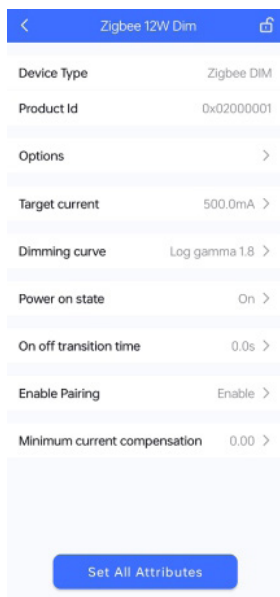 Zigbee 12W Dim
Device Type Zigbee DIM
Product Id 0x02000001
Options
Target current 500.0mA
Dimming curve Log gamma 1.8
Power on state On
On off transition time 0.0s
Enable Pairing Enable
Minimum current compensation 0.00
Set All Attributes